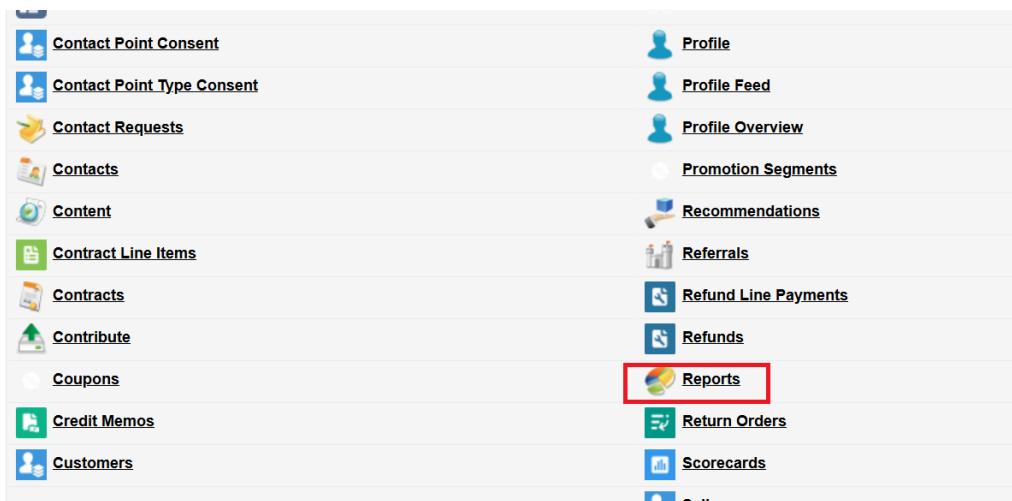 Contact Point Consent
Contact Point Type Consent
Contact Requests
Contacts
Content
Contract Line Items
Contracts
Contribute
Coupons
Credit Memos
Customers
Profile
Profile Feed
Profile Overview
Promotion Segments
Recommendations
Referrals
Refund Line Payments
Refunds
Reports
Return Orders
Scorecards